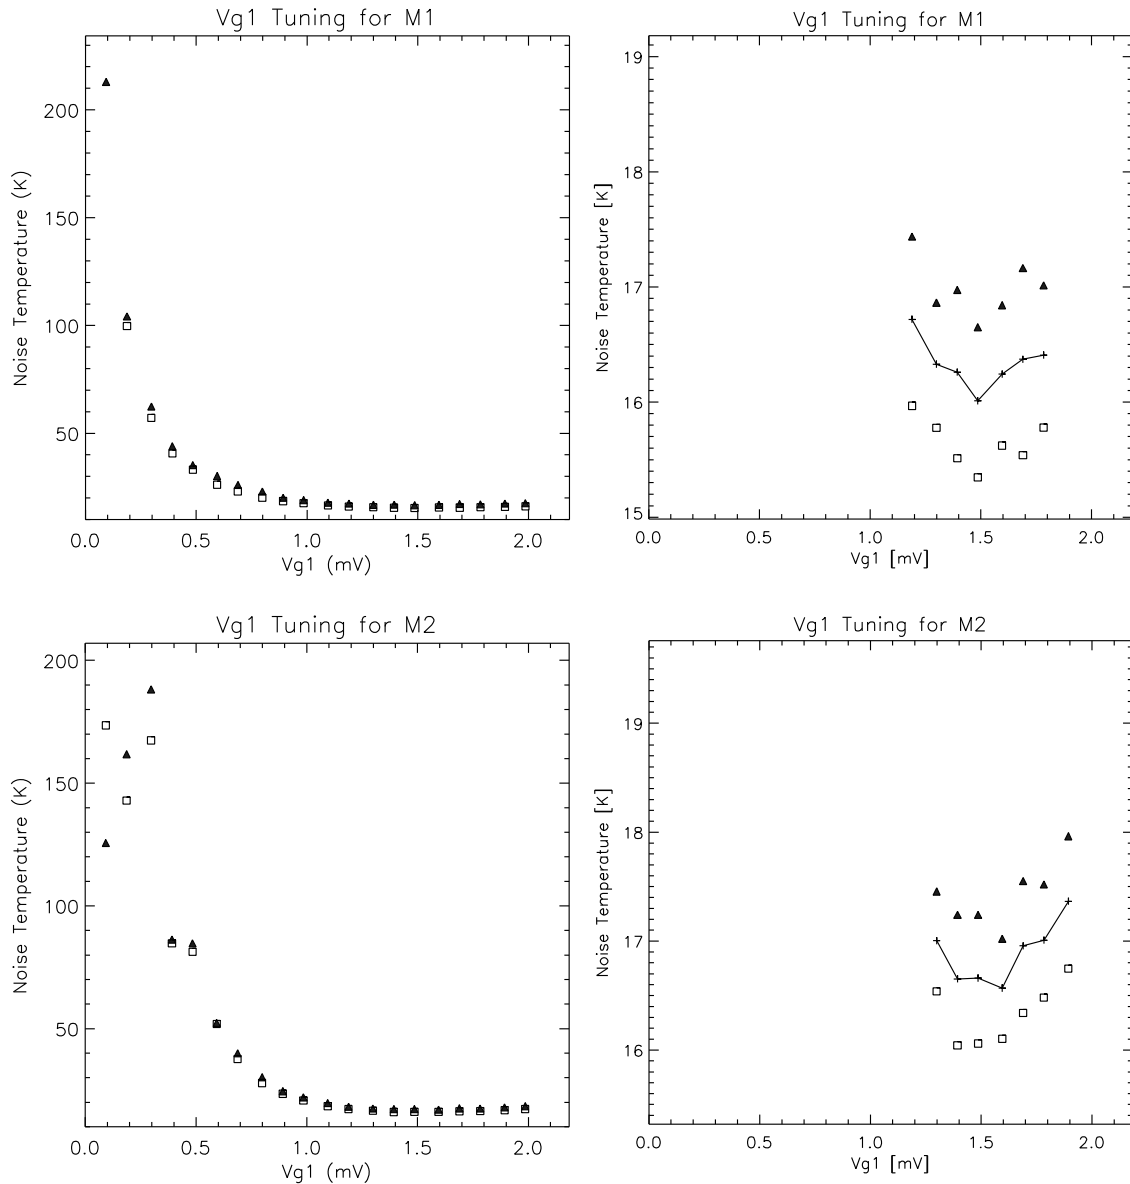 Vg1 Tuning for M1
200
150
100
50
0.0 0.5 1.0 1.5 2.0
Vg1 (mV)
Noise Temperature (K)
Vg1 Tuning for M1
19
18
17
16
15
0.0 0.5 1.0 1.5 2.0
Vg1 [mV]
Noise Temperature [K]
Vg1 Tuning for M2
200
150
100
50
0.0 0.5 1.0 1.5 2.0
Vg1 (mV)
Noise Temperature (K)
Vg1 Tuning for M2
19
18
17
16
0.0 0.5 1.0 1.5 2.0
Vg1 [mV]
Noise Temperature [K]